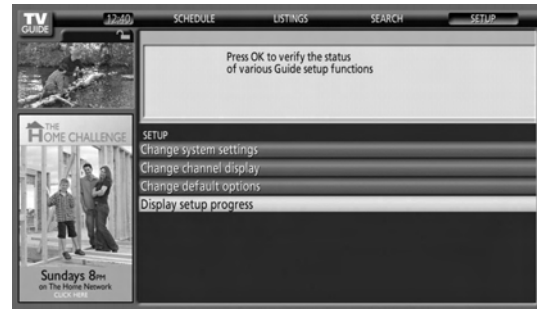 TV
GUIDE
12:40
SCHEDULE LISTINGS SEARCH SETUP
Press OK to verify the status
of various Guide setup functions
THE
HOME CHALLENGE
Sundays 8PM
on The Home Network
CLICK HERE
SETUP
Change system settings
Change channel display
Change default options
Display setup progress